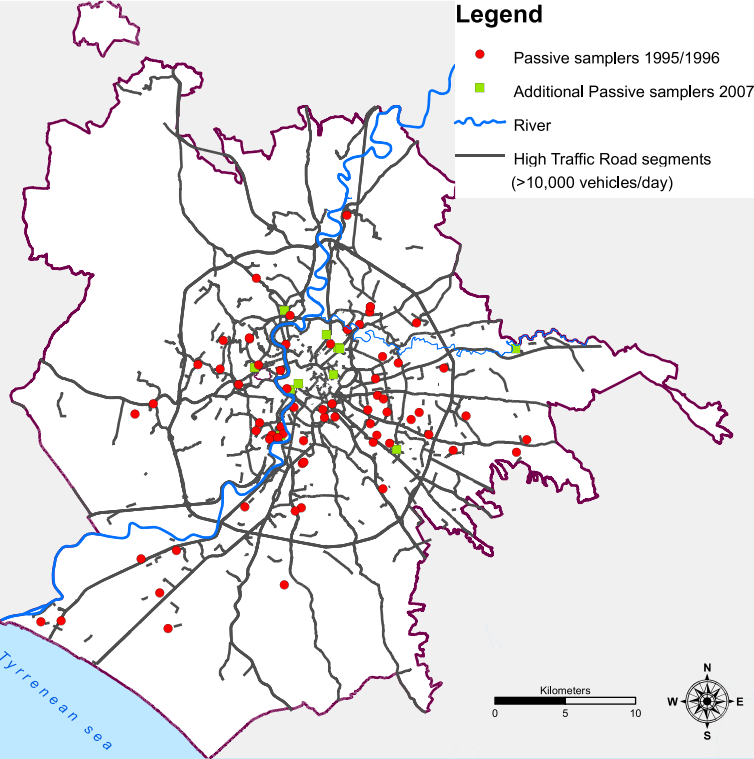 Legend
Passive samplers 1995/1996
Additional Passive samplers 2007
River
High Traffic Road segments
(>10,000 vehicles/day)
Tyrrenean sea
Kilometers
0 5 10
N
W E
S